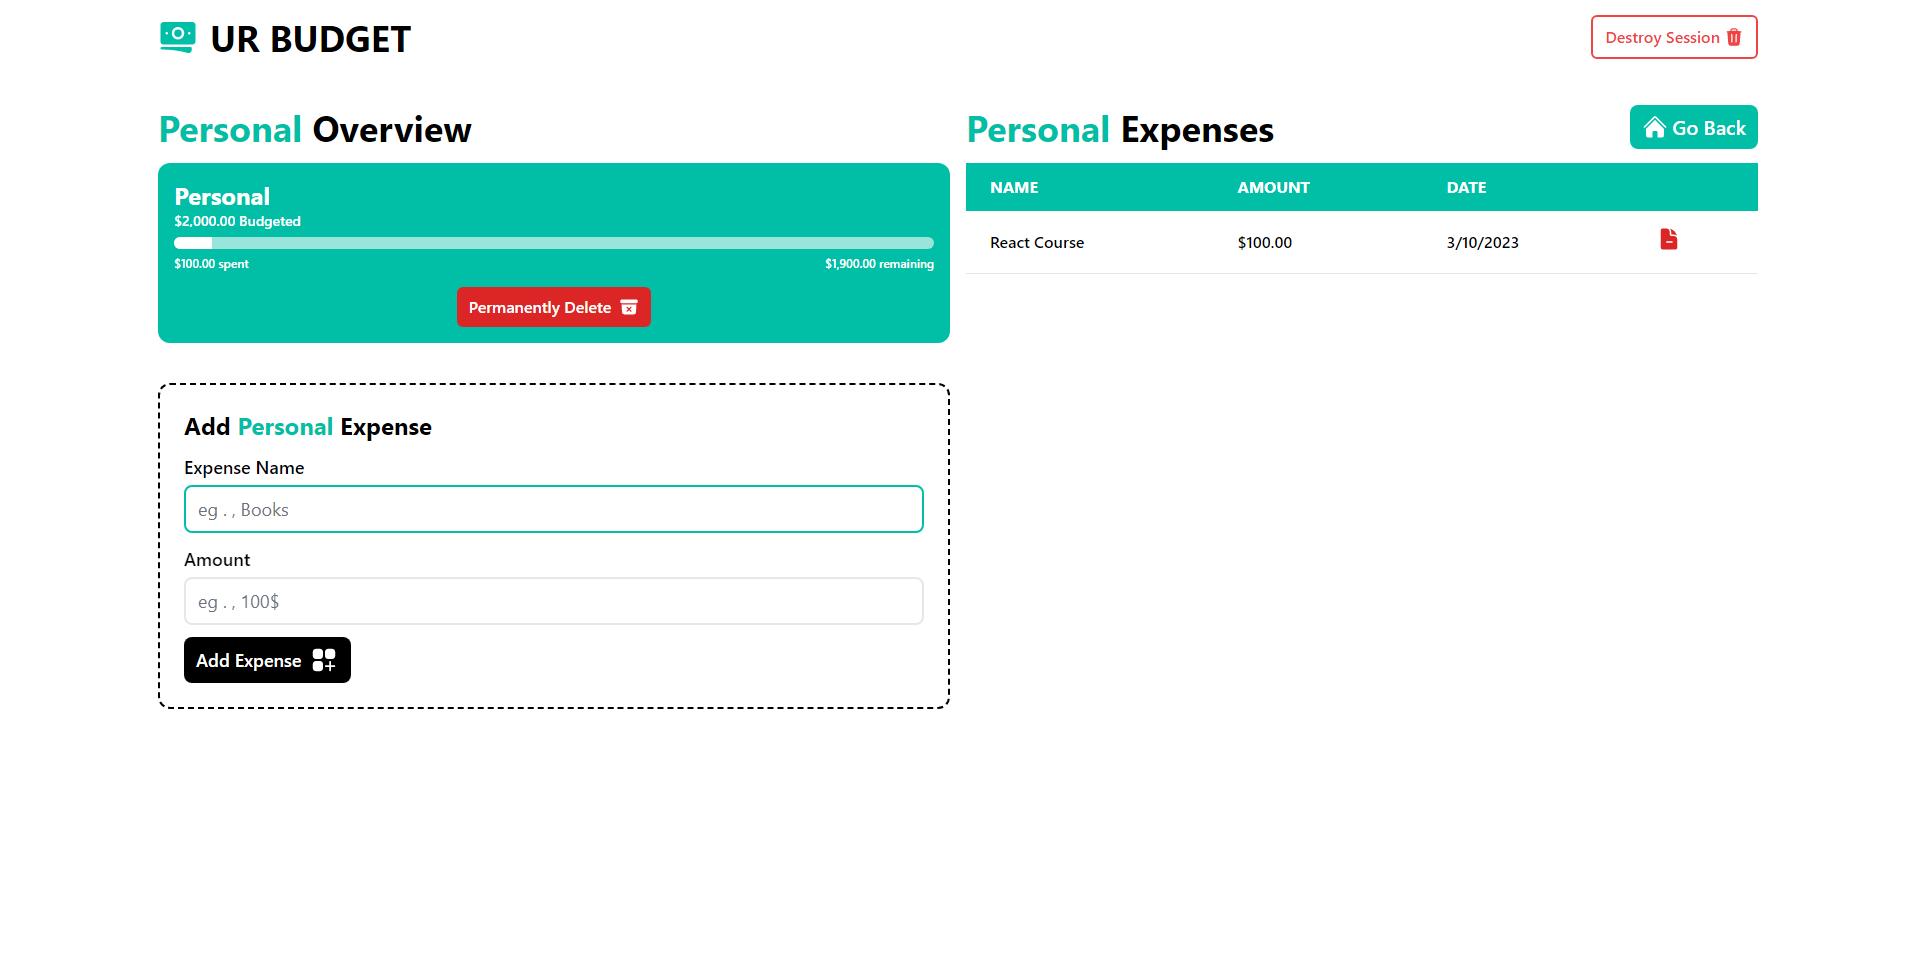 UR BUDGET
Destroy Session
Personal Overview
Personal
$2,000.00 Budgeted
$100.00 spent
$1,900.00 remaining
Permanently Delete
Add Personal Expense
Expense Name
eg . , Books
Amount
eg . , 100$
Add Expense
Personal Expenses
Go Back
NAME AMOUNT DATE
React Course $100.00 3/10/2023